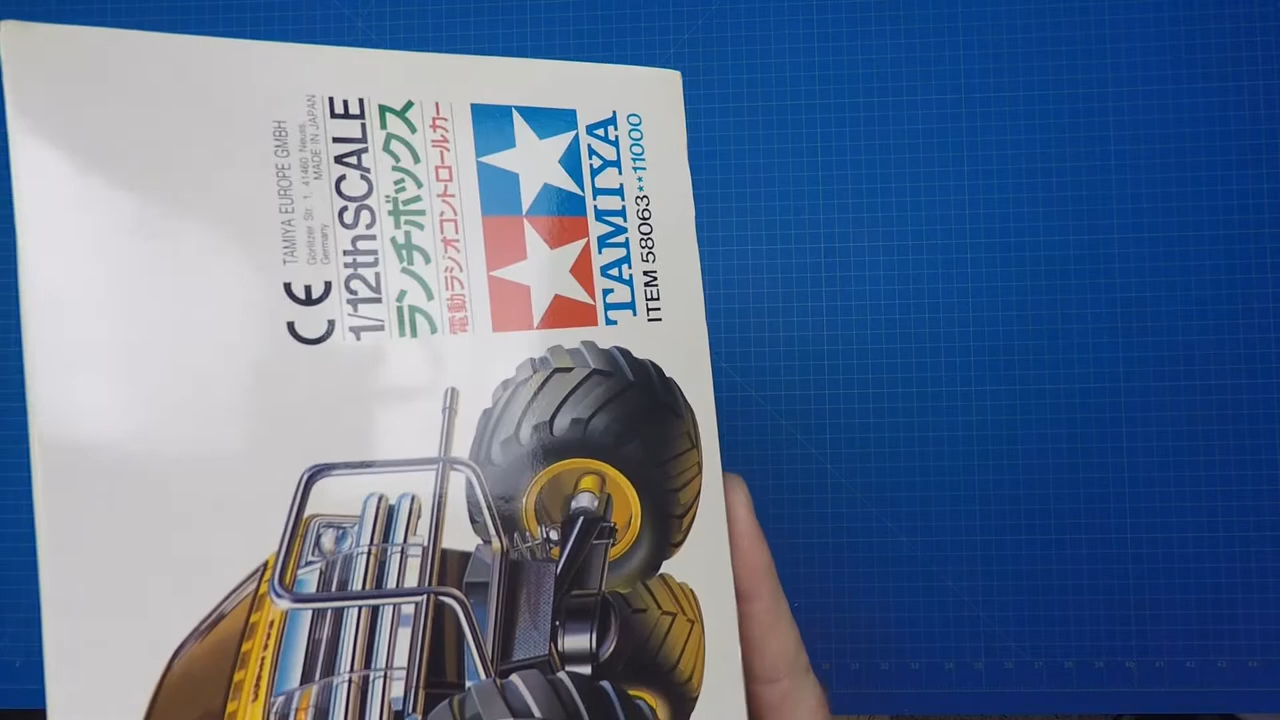 CE
TAMIYA EUROPE GMBH
Görlitzer Str. 1, 41460 Neuss,
Germany
MADE IN JAPAN
1/12thSCALE
ランチボックス
電動ラジオコントロールカー
TAMIYA
ITEM 58063**11000